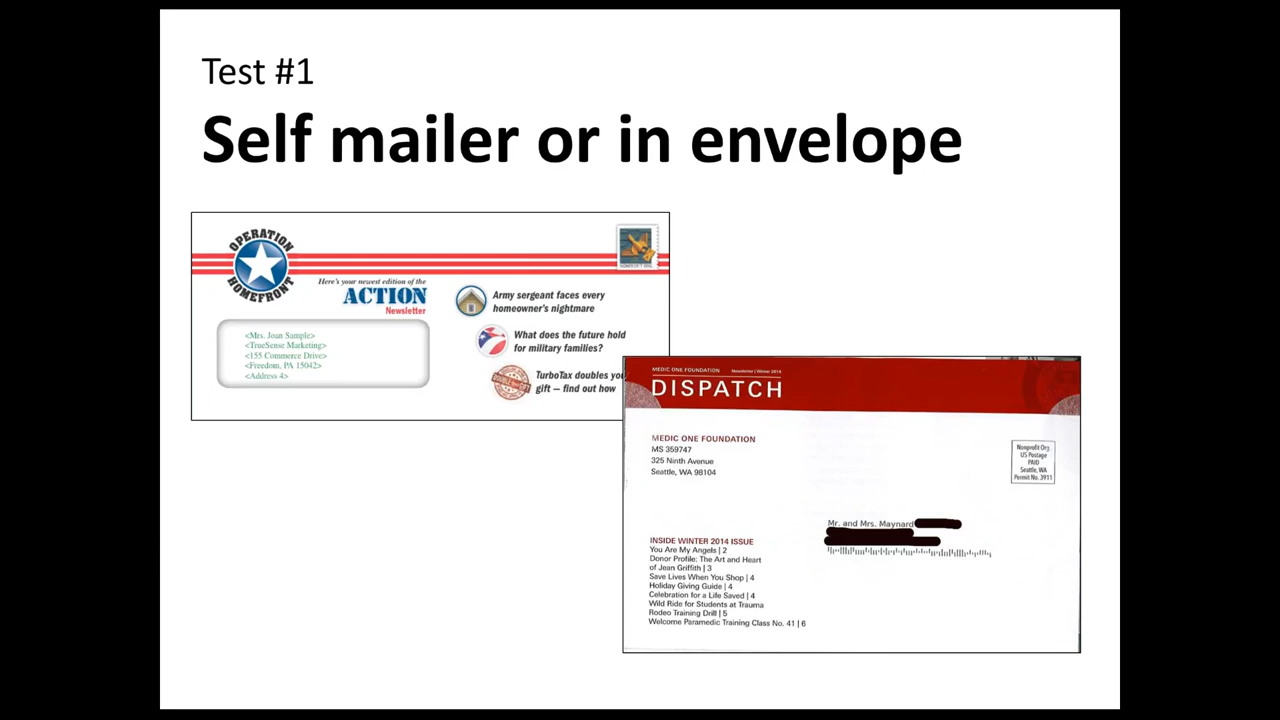 Test #1
Self mailer or in envelope
OPERATION
HOMEFRONT
Here's your newest edition of the
ACTION
Newsletter
<Mrs. Joan Sample>
<TrueSense Marketing>
<155 Commerce Drive>
<Freedom, PA 15042>
<Address 4>
Army sergeant faces every
homeowner's nightmare
What does the future hold
for military families?
TurboTax doubles you
gift — find out how
MEDIC ONE FOUNDATION Newsletter | Winter 2014
DISPATCH
MEDIC ONE FOUNDATION
MS 359747
325 Ninth Avenue
Seattle, WA 98104
Nonprofit Org.
US Postage
PAID
Seattle, WA
Permit No. 3911
Mr. and Mrs. Maynard
INSIDE WINTER 2014 ISSUE
You Are My Angels | 2
Donor Profile: The Art and Heart
of Jean Griffith | 3
Save Lives When You Shop | 4
Holiday Giving Guide | 4
Celebration for a Life Saved | 4
Wild Ride for Students at Trauma
Rodeo Training Drill | 5
Welcome Paramedic Training Class No. 41 | 6